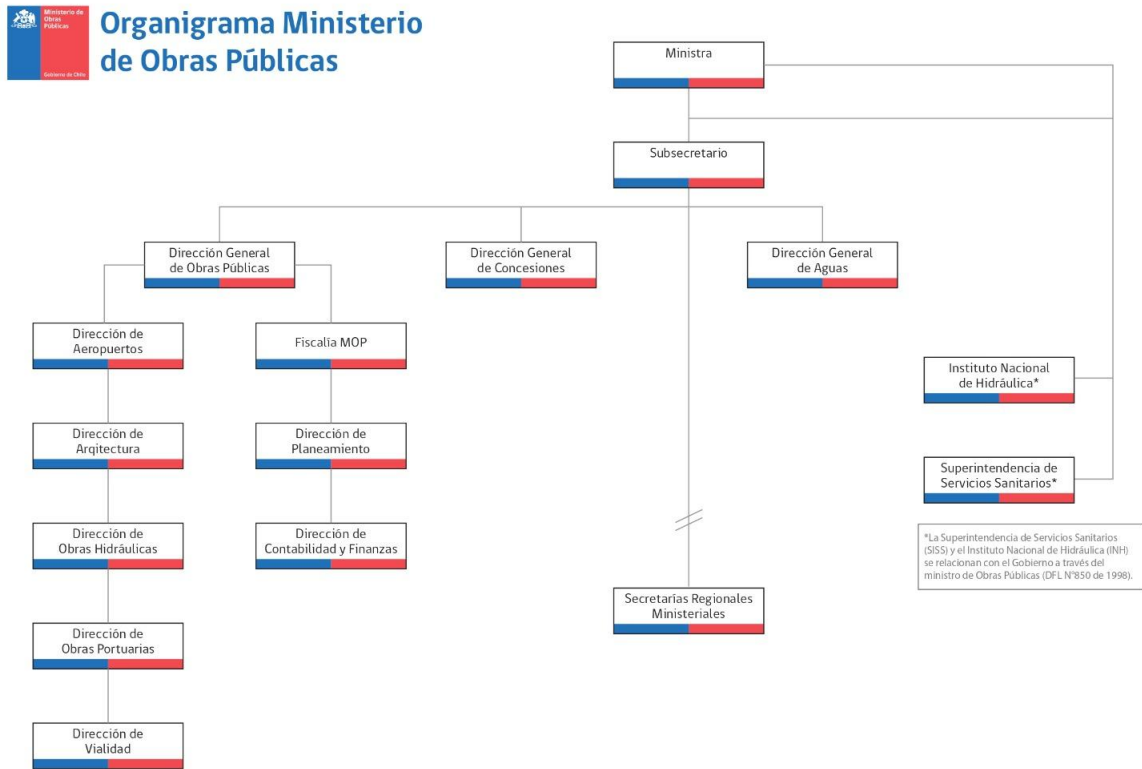 Ministerio de
Obras
Públicas
Gobierno de Chile
Organigrama Ministerio
de Obras Públicas
Ministra
Subsecretario
Dirección General
de Obras Públicas
Dirección General
de Concesiones
Dirección General
de Aguas
Dirección de
Aeropuertos
Fiscalía MOP
Instituto Nacional
de Hidráulica*
Dirección de
Arqitectura
Dirección de
Planeamiento
Superintendencia de
Servicios Sanitarios*
Dirección de
Obras Hidráulicas
Dirección de
Contabilidad y Finanzas
*La Superintendencia de Servicios Sanitarios
(SISS) y el Instituto Nacional de Hidráulica (INH)
se relacionan con el Gobierno a través del
ministro de Obras Públicas (DFL N°850 de 1998).
Secretarías Regionales
Ministeriales
Dirección de
Obras Portuarias
Dirección de
Vialidad